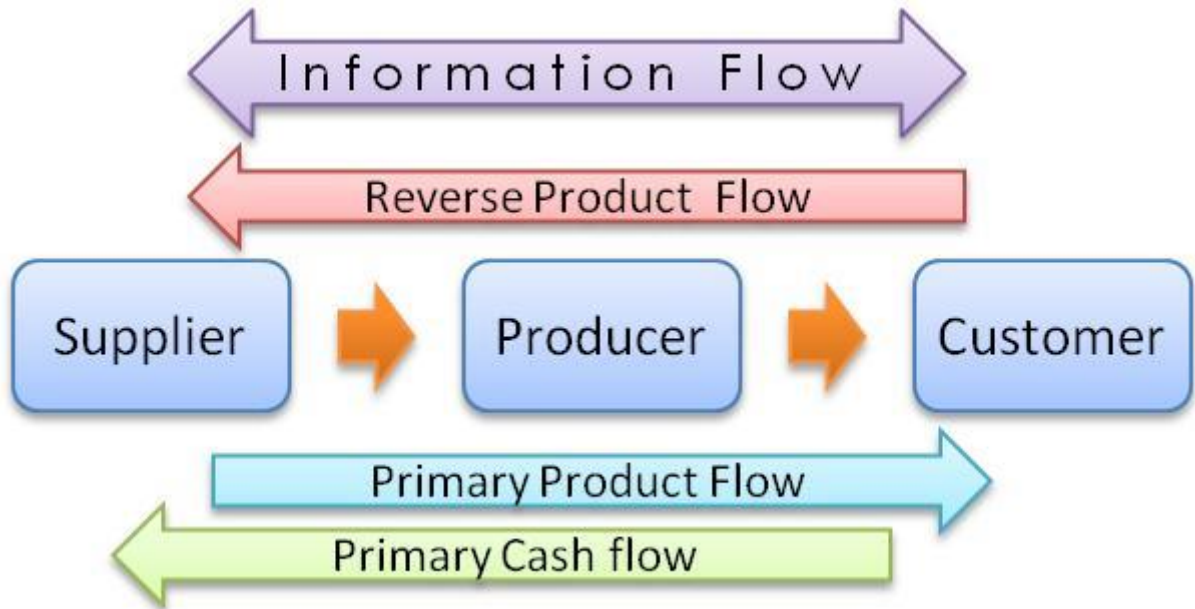 Information Flow
Reverse Product Flow
Supplier
Producer
Customer
Primary Product Flow
Primary Cash flow